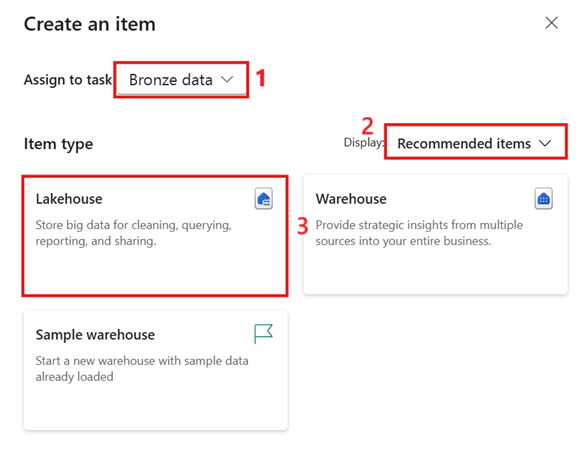 Create an item
Assign to task Bronze data 1
2
Item type Display: Recommended items
Lakehouse
Store big data for cleaning, querying,
reporting, and sharing.
3
Warehouse
Provide strategic insights from multiple
sources into your entire business.
Sample warehouse
Start a new warehouse with sample data
already loaded